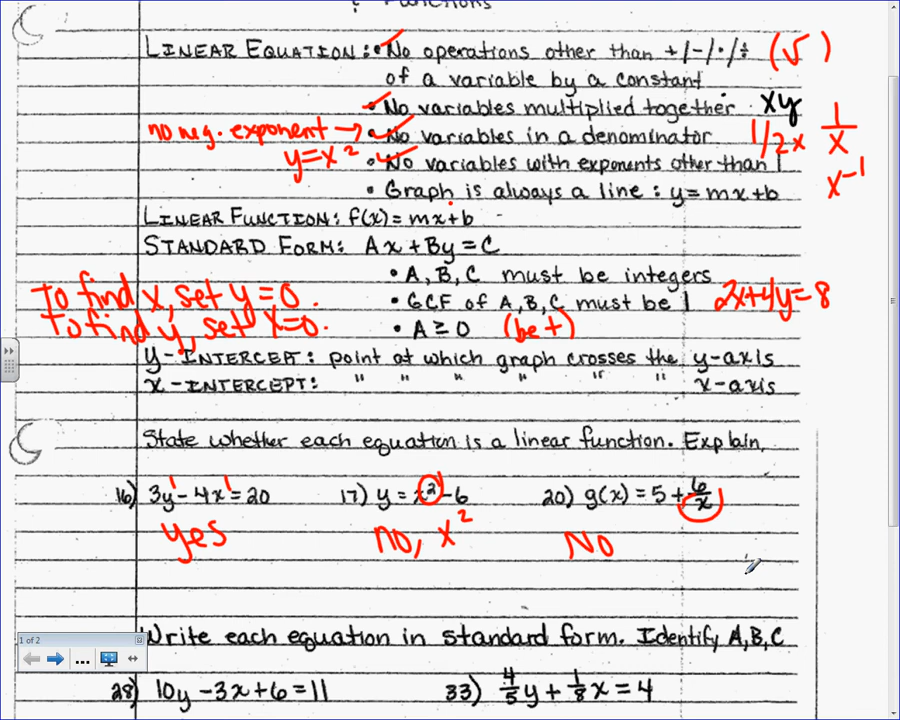 & Functions
LINEAR EQUATION: • No operations other than +/-/•/÷ (√ )
of a variable by a constant
• No variables multiplied together xy
no neg. exponent → • No variables in a denominator 1/2x 1/x
y=x² • No variables with exponents other than 1
• Graph is always a line: y=mx+b x⁻¹
LINEAR FUNCTION: f(x)=mx+b
STANDARD FORM: Ax+By=C
• A, B, C must be integers
To find x, set y=0. • GCF of A, B, C must be 1 2x+4y=8
To find y, set x=0. • A ≥ 0 (be +)
y-INTERCEPT: point at which graph crosses the y-axis
x-INTERCEPT: " " " " " " x-axis
State whether each equation is a linear function. Explain.
16) 3y¹-4x¹=20 17) y=x²-6 20) g(x)=5+6/x
yes no, x² No
1 of 2
Write each equation in standard form. Identify A,B,C
28) 10y-3x+6=11 33) 4/5y+1/8x=4